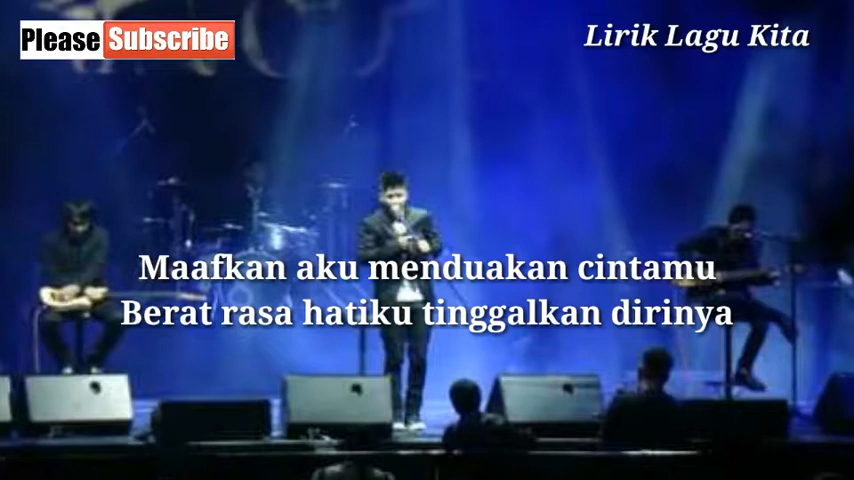 Please Subscribe
Lirik Lagu Kita
Maafkan aku menduakan cintamu
Berat rasa hatiku tinggalkan dirinya